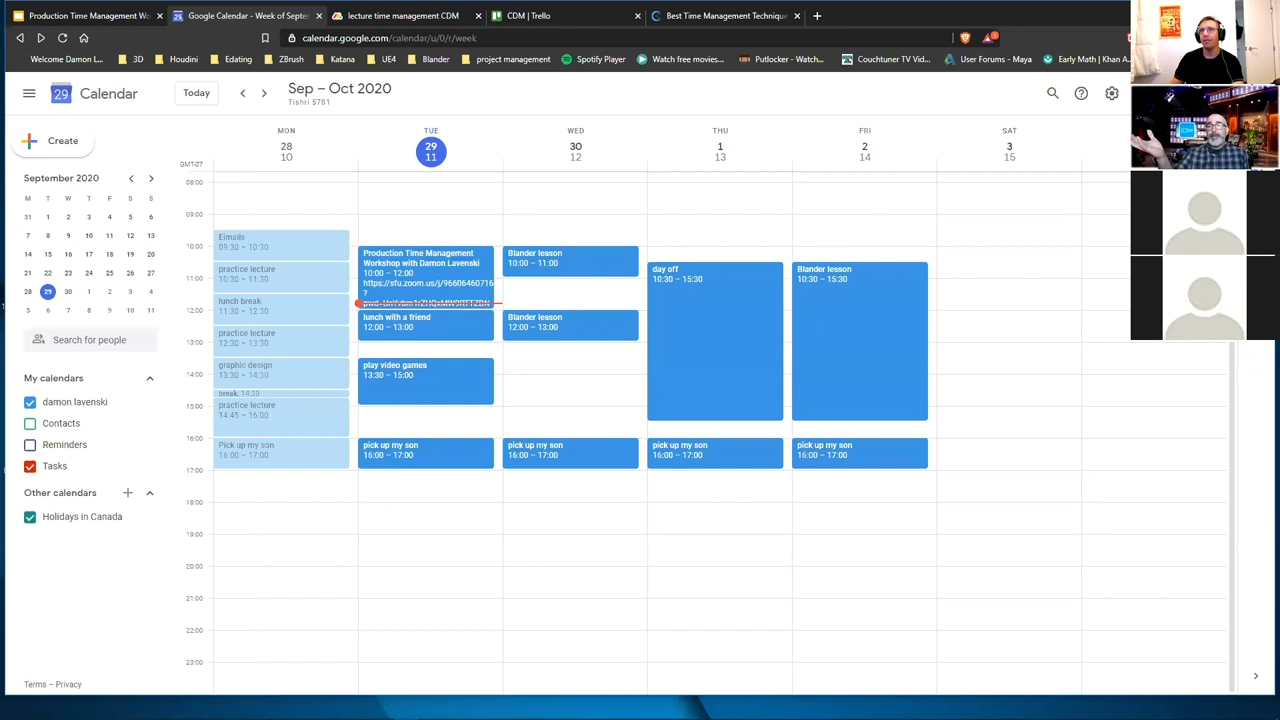 Production Time Management Wo
Google Calendar - Week of Septem
lecture time management CDM
CDM | Trello
Best Time Management Technique
calendar.google.com/calendar/u/0/r/week
Welcome Damon L...
3D
Houdini
Edating
ZBrush
Katana
UE4
Blander
project management
Spotify Player
Watch free movies...
Putlocker - Watch...
Couchtuner TV Vid...
User Forums - Maya
Early Math | Khan A...
29
Calendar
Today
Sep – Oct 2020
Tishri 5781
Create
September 2020
M T W T F S S
31 1 2 3 4 5 6
7 8 9 10 11 12 13
14 15 16 17 18 19 20
21 22 23 24 25 26 27
28 29 30 1 2 3 4
5 6 7 8 9 10 11
Search for people
My calendars
damon lavenski
Contacts
Reminders
Tasks
Other calendars
Holidays in Canada
Terms – Privacy
GMT-07
MON
28
10
TUE
29
11
WED
30
12
THU
1
13
FRI
2
14
SAT
3
15
08:00
09:00
10:00
11:00
12:00
13:00
14:00
15:00
16:00
17:00
18:00
19:00
20:00
21:00
22:00
23:00
Eimails
09:30 – 10:30
practice lecture
10:30 – 11:30
lunch break
11:30 – 12:30
practice lecture
12:30 – 13:30
graphic design
13:30 – 14:30
break, 14:30
practice lecture
14:45 – 16:00
Pick up my son
16:00 – 17:00
Production Time Management
Workshop with Damon Lavenski
10:00 – 12:00
https://sfu.zoom.us/j/96606460716
?
lunch with a friend
12:00 – 13:00
play video games
13:30 – 15:00
pick up my son
16:00 – 17:00
Blander lesson
10:00 – 11:00
Blander lesson
12:00 – 13:00
pick up my son
16:00 – 17:00
day off
10:30 – 15:30
pick up my son
16:00 – 17:00
Blander lesson
10:30 – 15:30
pick up my son
16:00 – 17:00